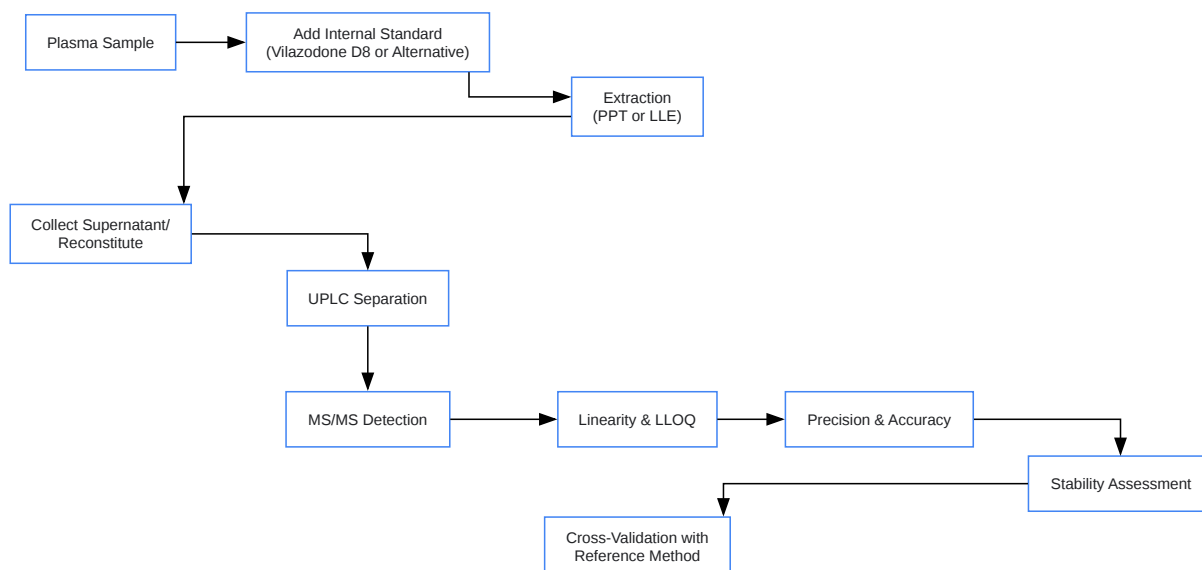 Plasma Sample
Add Internal Standard
(Vilazodone D8 or Alternative)
Extraction
(PPT or LLE)
Collect Supernatant/
Reconstitute
UPLC Separation
MS/MS Detection
Linearity & LLOQ
Precision & Accuracy
Stability Assessment
Cross-Validation with
Reference Method